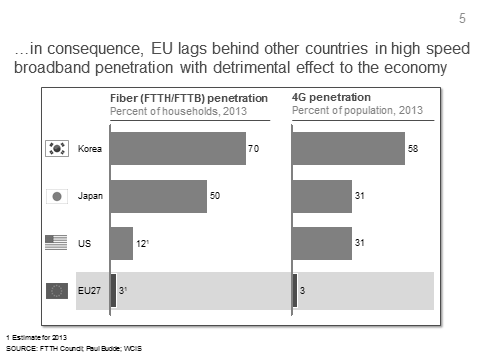 5
…in consequence, EU lags behind other countries in high speed
broadband penetration with detrimental effect to the economy
Fiber (FTTH/FTTB) penetration
Percent of households, 2013
4G penetration
Percent of population, 2013
Korea 70 58
Japan 50 31
US 12¹ 31
EU27 3¹ 3
1 Estimate for 2013
SOURCE: FTTH Council; Paul Budde; WCIS